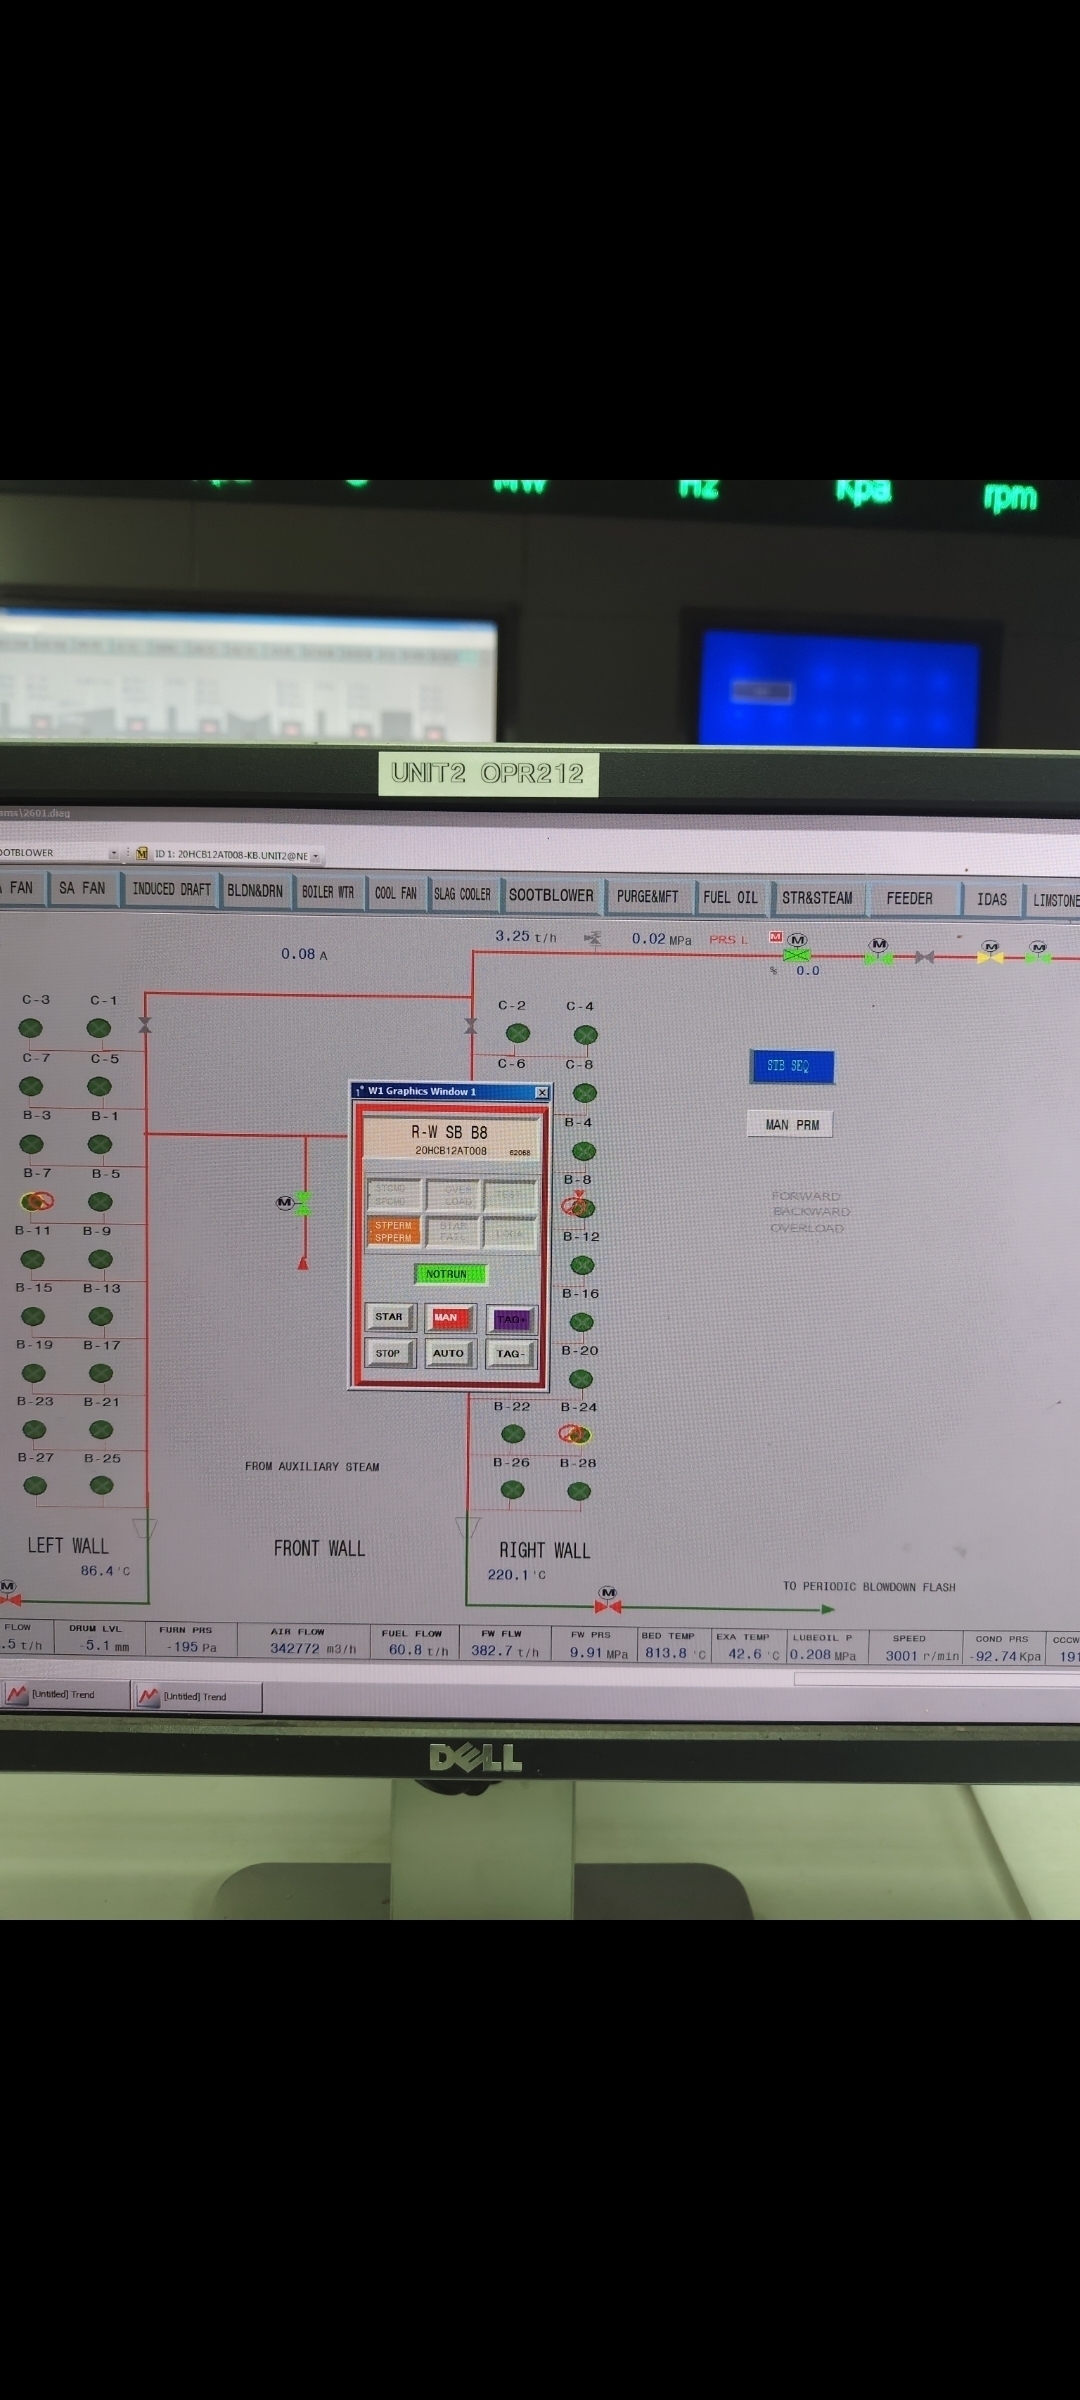 MW
Hz
Kpa
rpm
UNIT2 OPR212
ams\2601.diag
OOTBLOWER
M ID 1: 20HCB12AT008-KB.UNIT2@NE
FAN
SA FAN
INDUCED DRAFT
BLDN&DRN
BOILER WTR
COOL FAN
SLAG COOLER
SOOTBLOWER
PURGE&MFT
FUEL OIL
STR&STEAM
FEEDER
IDAS
LIMSTONE
0.08 A
3.25 t/h
0.02 MPa
PRS L
M
M
M
M
M
% 0.0
C-3 C-1
C-2 C-4
C-7 C-5
C-6 C-8
STB SEQ
B-3 B-1
B-4
MAN PRM
B-7 B-5
B-8
FORWARD
BACKWARD
OVERLOAD
M
B-11 B-9
B-12
B-15 B-13
B-16
B-19 B-17
B-20
B-23 B-21
B-22 B-24
B-27 B-25
B-26 B-28
W1 Graphics Window 1
R-W SB B8
20HCB12AT008 62068
OVER
LOAD
TEST
STPERM
SPPERM
STAR
FAIL
NOTRUN
STAR
MAN
TAG+
STOP
AUTO
TAG-
FROM AUXILIARY STEAM
LEFT WALL
FRONT WALL
RIGHT WALL
86.4 °C
220.1 °C
M
M
TO PERIODIC BLOWDOWN FLASH
FLOW
.5 t/h
DRUM LVL
-5.1 mm
FURN PRS
-195 Pa
AIR FLOW
342772 m3/h
FUEL FLOW
60.8 t/h
FW FLW
382.7 t/h
FW PRS
9.91 MPa
BED TEMP
813.8 °C
EXA TEMP
42.6 °C
LUBEOIL P
0.208 MPa
SPEED
3001 r/min
COND PRS
-92.74 Kpa
CCCW
191
[Untitled] Trend
[Untitled] Trend
DELL